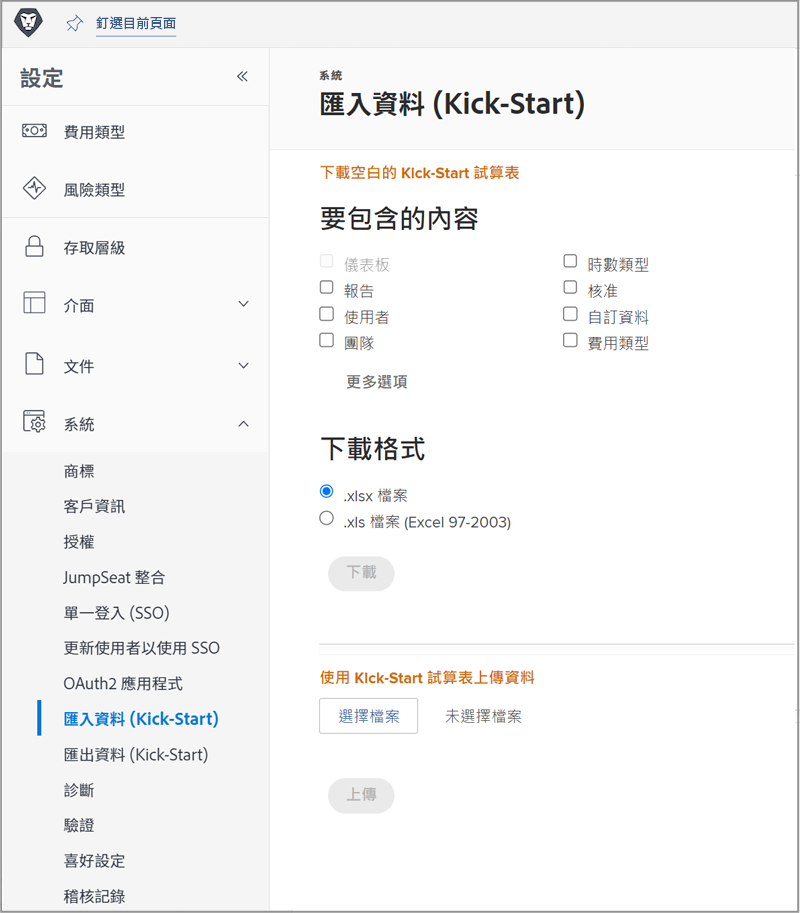 釘選目前頁面
設定
費用類型
風險類型
存取層級
介面
文件
系統
商標
客戶資訊
授權
JumpSeat 整合
單一登入 (SSO)
更新使用者以使用 SSO
OAuth2 應用程式
匯入資料 (Kick-Start)
匯出資料 (Kick-Start)
診斷
驗證
喜好設定
稽核記錄
系統
匯入資料 (Kick-Start)
下載空白的 Kick-Start 試算表
要包含的內容
儀表板
報告
使用者
團隊
時數類型
核准
自訂資料
費用類型
更多選項
下載格式
.xlsx 檔案
.xls 檔案 (Excel 97-2003)
下載
使用 Kick-Start 試算表上傳資料
選擇檔案
未選擇檔案
上傳